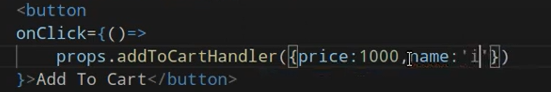 <button
onClick={()=>
props.addToCartHandler({price:1000,name:'i'})
}>Add To Cart</button>